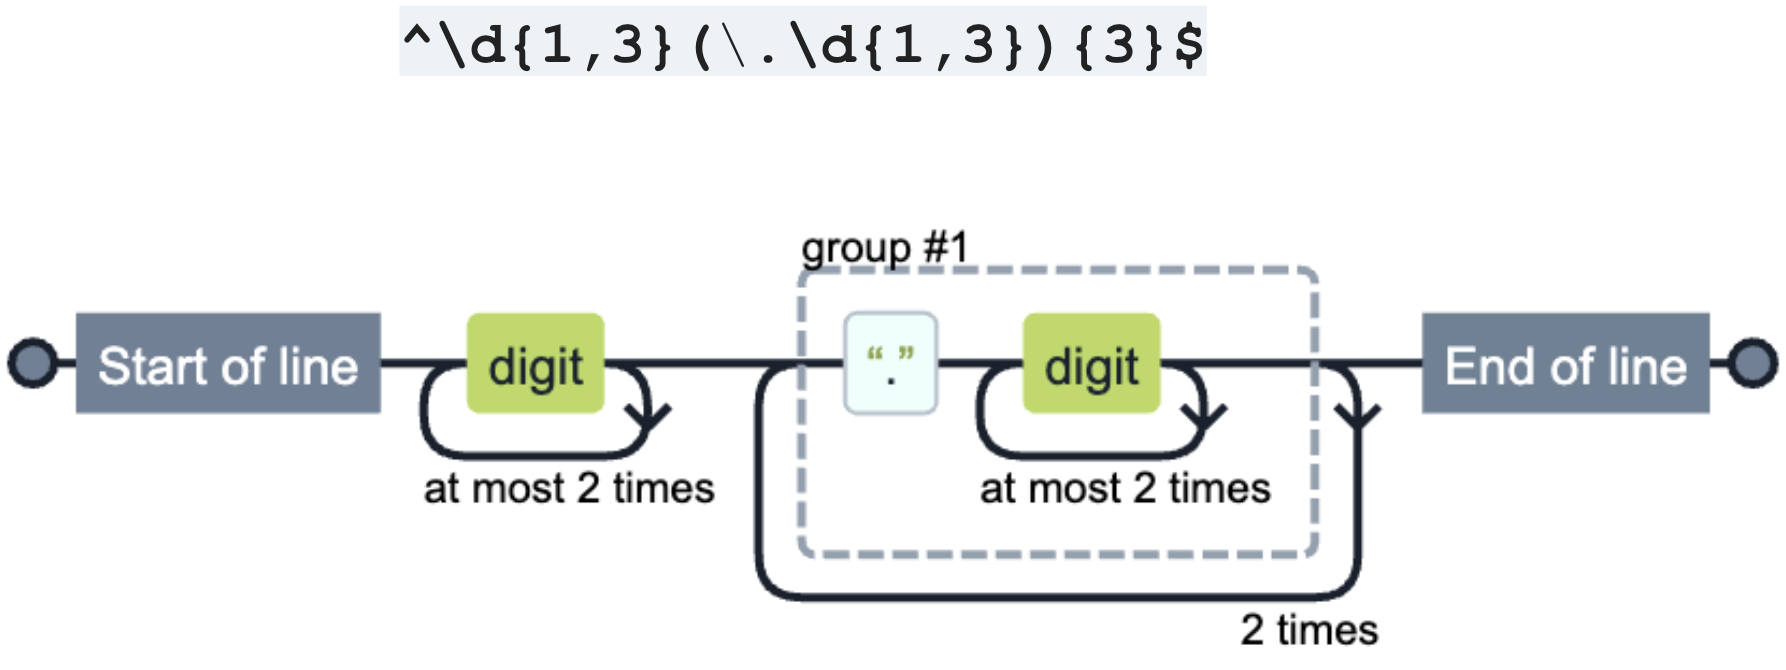 ^\d{1,3}(\.\d{1,3}){3}$
group #1
Start of line digit “.” digit End of line
at most 2 times at most 2 times
2 times